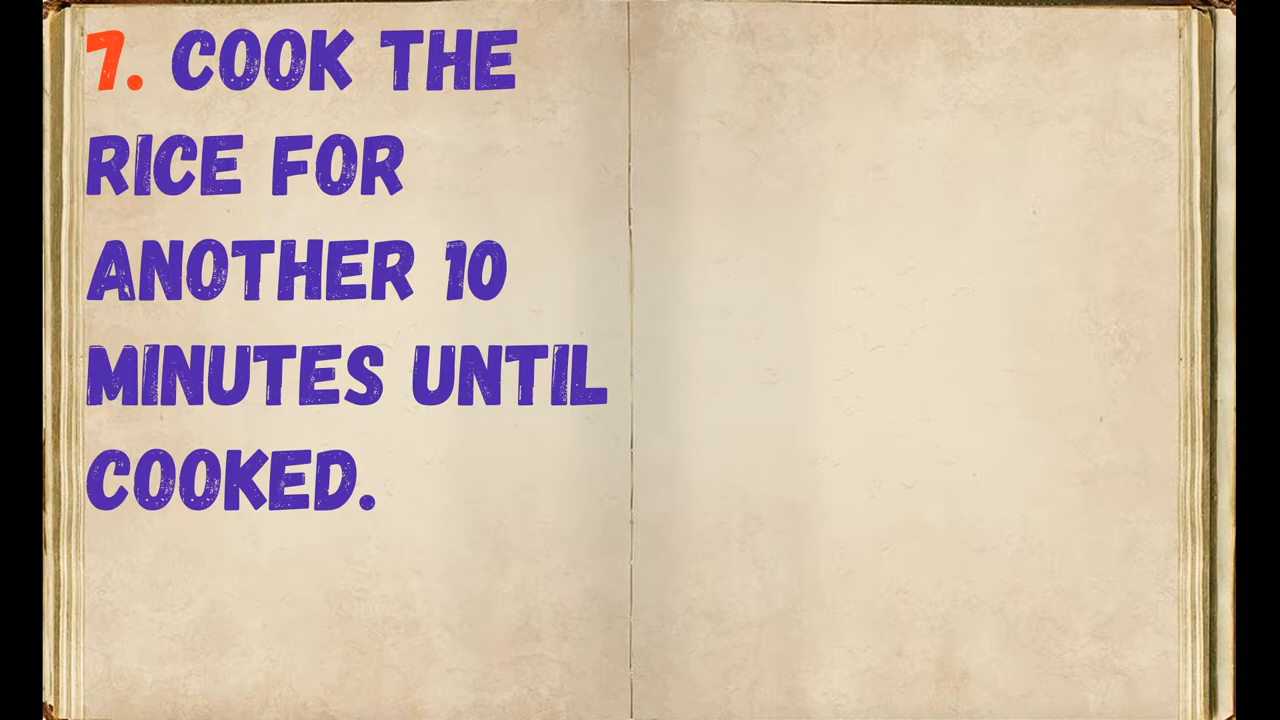 7. COOK THE
RICE FOR
ANOTHER 10
MINUTES UNTIL
COOKED.